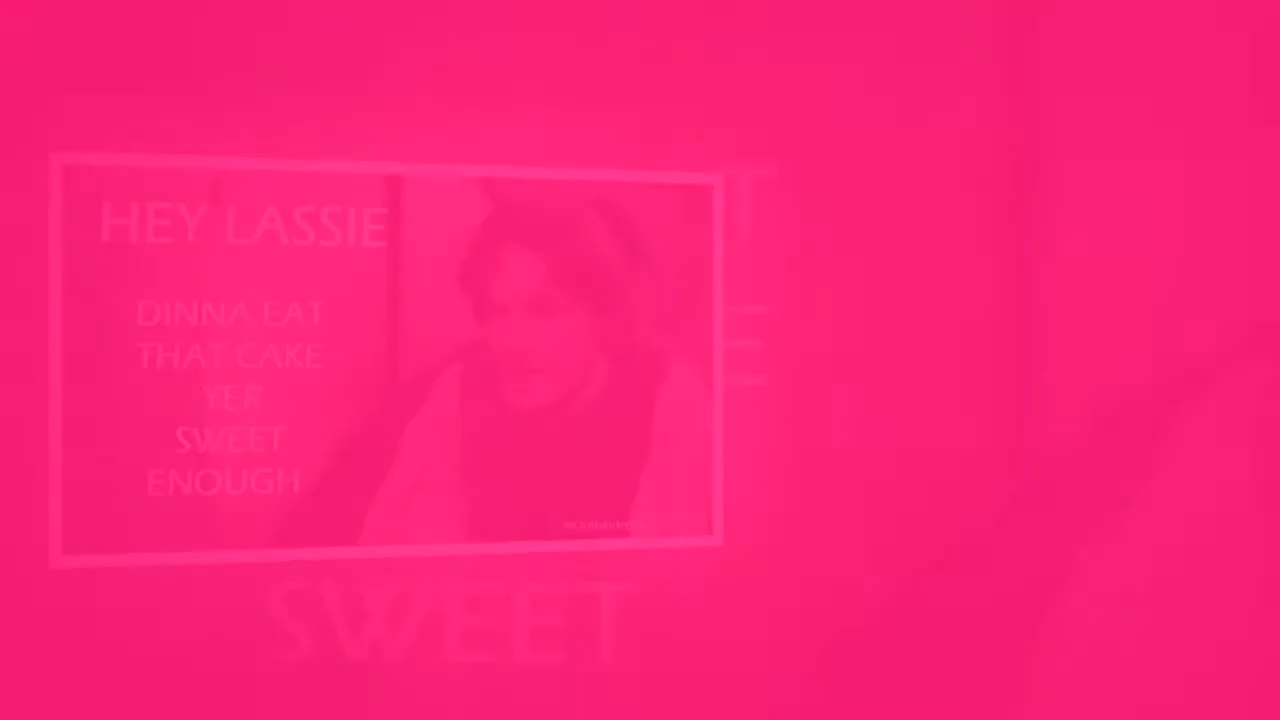 HEY LASSIE
DINNA EAT
THAT CAKE
YER
SWEET
ENOUGH
SWEET